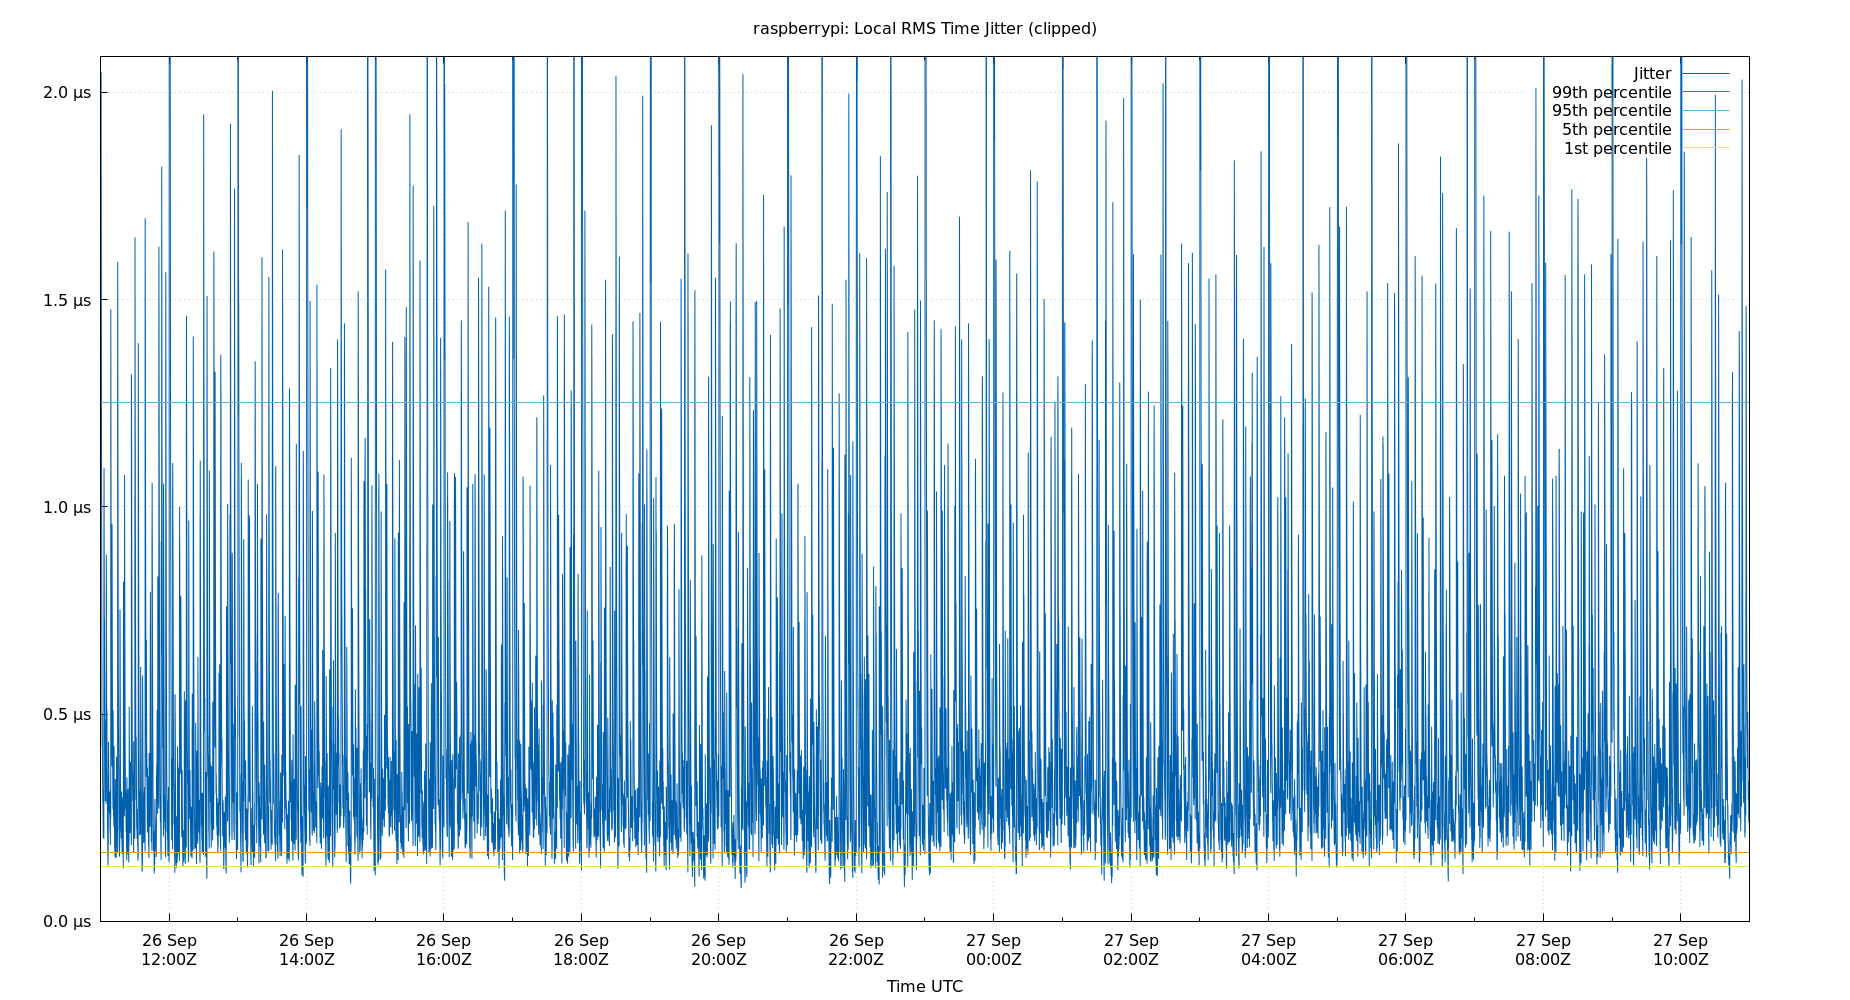 raspberrypi: Local RMS Time Jitter (clipped)
Jitter
99th percentile
95th percentile
5th percentile
1st percentile
2.0 µs
1.5 µs
1.0 µs
0.5 µs
0.0 µs
26 Sep 26 Sep 26 Sep 26 Sep 26 Sep 26 Sep 27 Sep 27 Sep 27 Sep 27 Sep 27 Sep 27 Sep
12:00Z 14:00Z 16:00Z 18:00Z 20:00Z 22:00Z 00:00Z 02:00Z 04:00Z 06:00Z 08:00Z 10:00Z
Time UTC